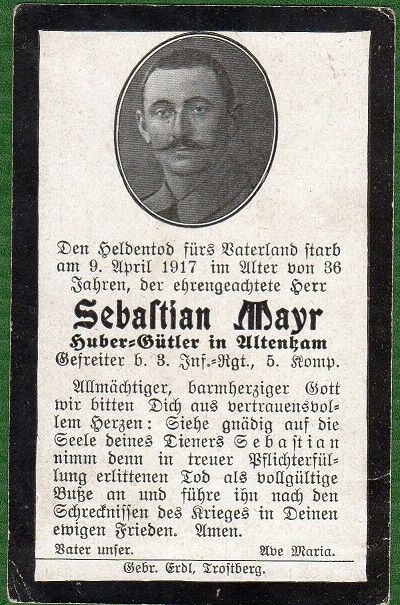 Den Heldentod fürs Vaterland starb
am 9. April 1917 im Alter von 36
Jahren, der ehrengeachtete Herr
Sebastian Mayr
Huber-Gütler in Altenham
Gefreiter b. 3. Inf.-Rgt., 5. Komp.
Allmächtiger, barmherziger Gott
wir bitten Dich aus vertrauensvol-
lem Herzen: Siehe gnädig auf die
Seele deines Tieners Sebastian
nimm denn in treuer Pflichterfül-
lung erlittenen Tod als vollgültige
Buße an und führe ihn nach den
Schrecknissen des Krieges in Deinen
ewigen Frieden. Amen.
Vater unser. Ave Maria.
Gebr. Erdl, Trostberg.